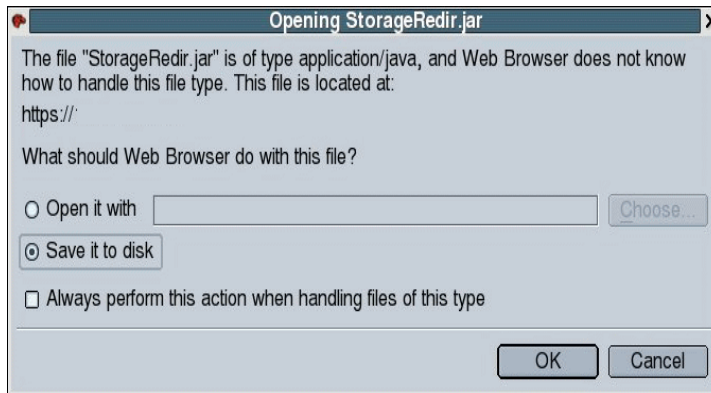 Opening StorageRedir.jar
The file "StorageRedir.jar" is of type application/java, and Web Browser does not know
how to handle this file type. This file is located at:
https://
What should Web Browser do with this file?
Open it with
Choose...
Save it to disk
Always perform this action when handling files of this type
OK
Cancel